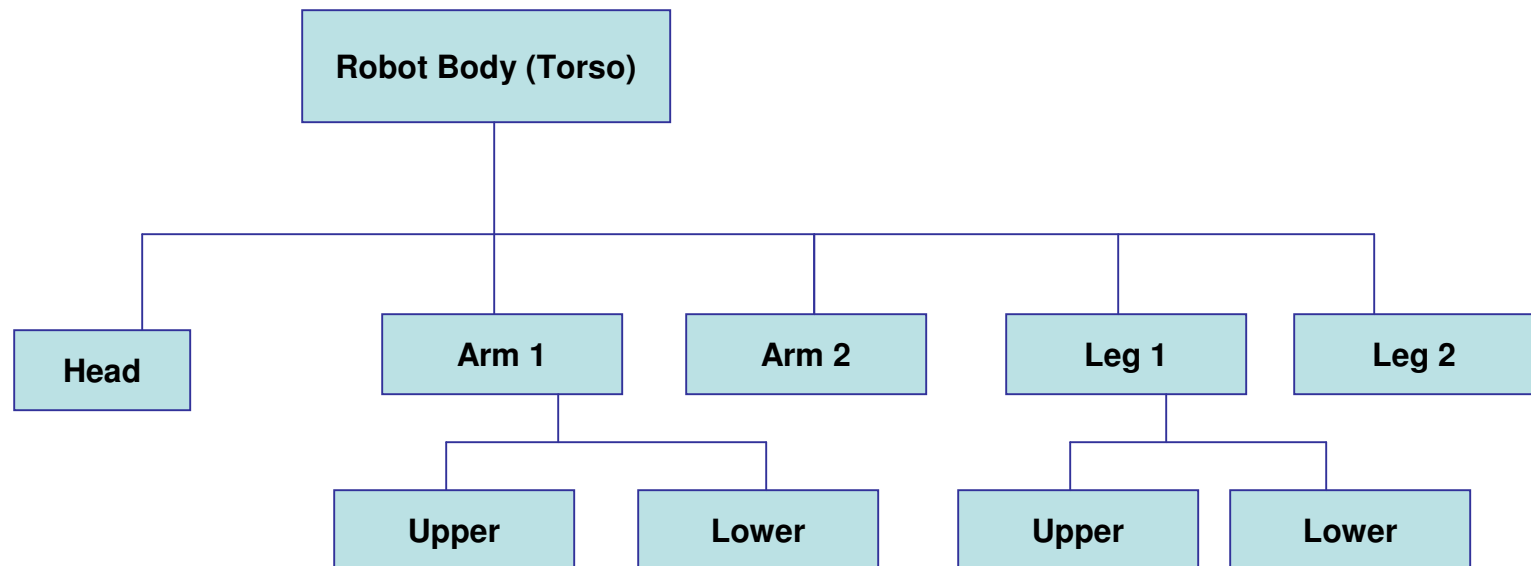 Robot Body (Torso)
Head
Arm 1
Arm 2
Leg 1
Leg 2
Upper
Lower
Upper
Lower